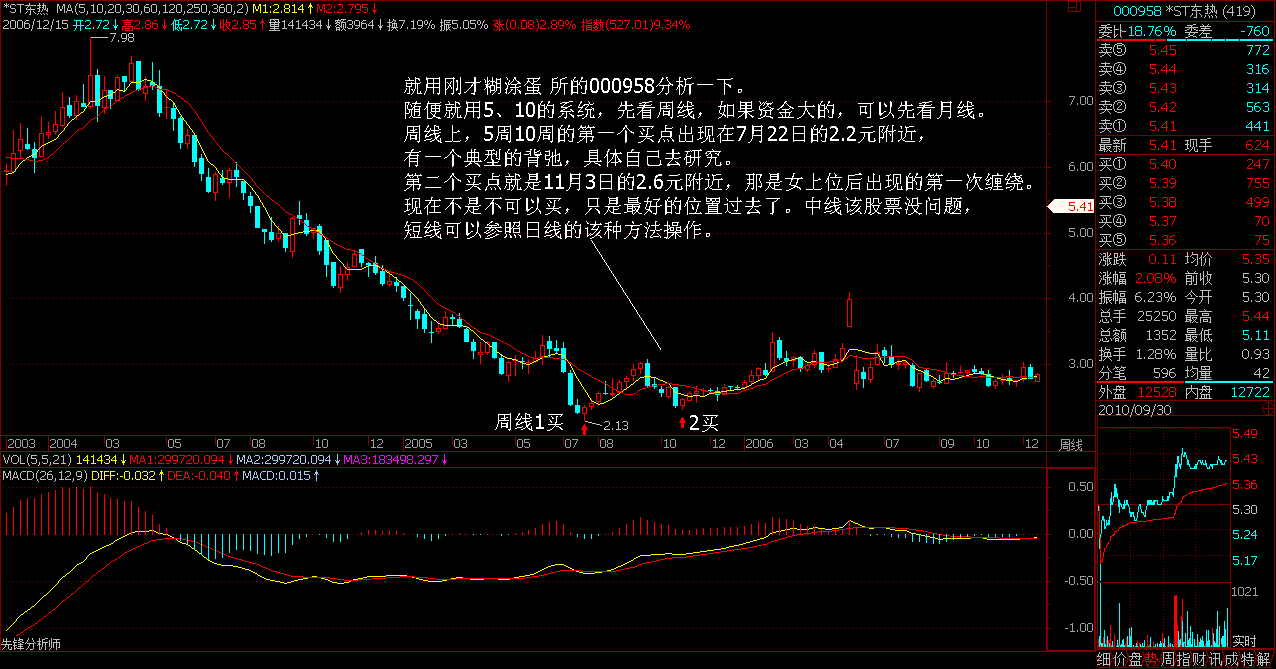 *ST东热 MA(5,10,20,30,60,120,250,360,2) M1:2.814↑M2:2.795↓
2006/12/15 开2.72↓高2.86↓低2.72↓收2.85↑量141434↓额3964↓换7.19% 振5.05% 涨(0.08)2.89% 指数(527.01)9.34%
7.98
就用刚才糊涂蛋 所的000958分析一下。
随便就用5、10的系统，先看周线，如果资金大的，可以先看月线。
周线上，5周10周的第一个买点出现在7月22日的2.2元附近，
有一个典型的背弛，具体自己去研究。
第二个买点就是11月3日的2.6元附近，那是女上位后出现的第一次缠绕。
现在不是不可以买，只是最好的位置过去了。中线该股票没问题，
短线可以参照日线的该种方法操作。
7.00
6.00
5.41
5.00
4.00
3.00
周线1买
2.13
2买
2003 2004 03 05 07 08 10 12 2005 03 05 07 08 10 12 2006 03 04 07 09 10 12 周线
VOL(5,5,21) 141434↓MA1:299720.094↓MA2:299720.094↓MA3:183498.297↓
MACD(26,12,9) DIFF:-0.032↑DEA:-0.040↑MACD:0.015↑
0.50
0.00
-0.50
-1.00
先锋分析师
000958 *ST东热 (419)
委比 18.76% 委差 -760
卖⑤ 5.45 772
卖④ 5.44 316
卖③ 5.43 314
卖② 5.42 563
卖① 5.41 441
最新 5.41 现手 624
买① 5.40 247
买② 5.39 755
买③ 5.38 499
买④ 5.37 70
买⑤ 5.36 75
涨跌 0.11 均价 5.35
涨幅 2.08% 前收 5.30
振幅 6.23% 今开 5.30
总手 25250 最高 5.44
总额 1352 最低 5.11
换手 1.28% 量比 0.93
分笔 596 均量 42
外盘 12528 内盘 12722
2010/09/30
5.49
5.43
5.36
5.30
5.24
5.17
1021
实时
细价盘势周指财讯成特解